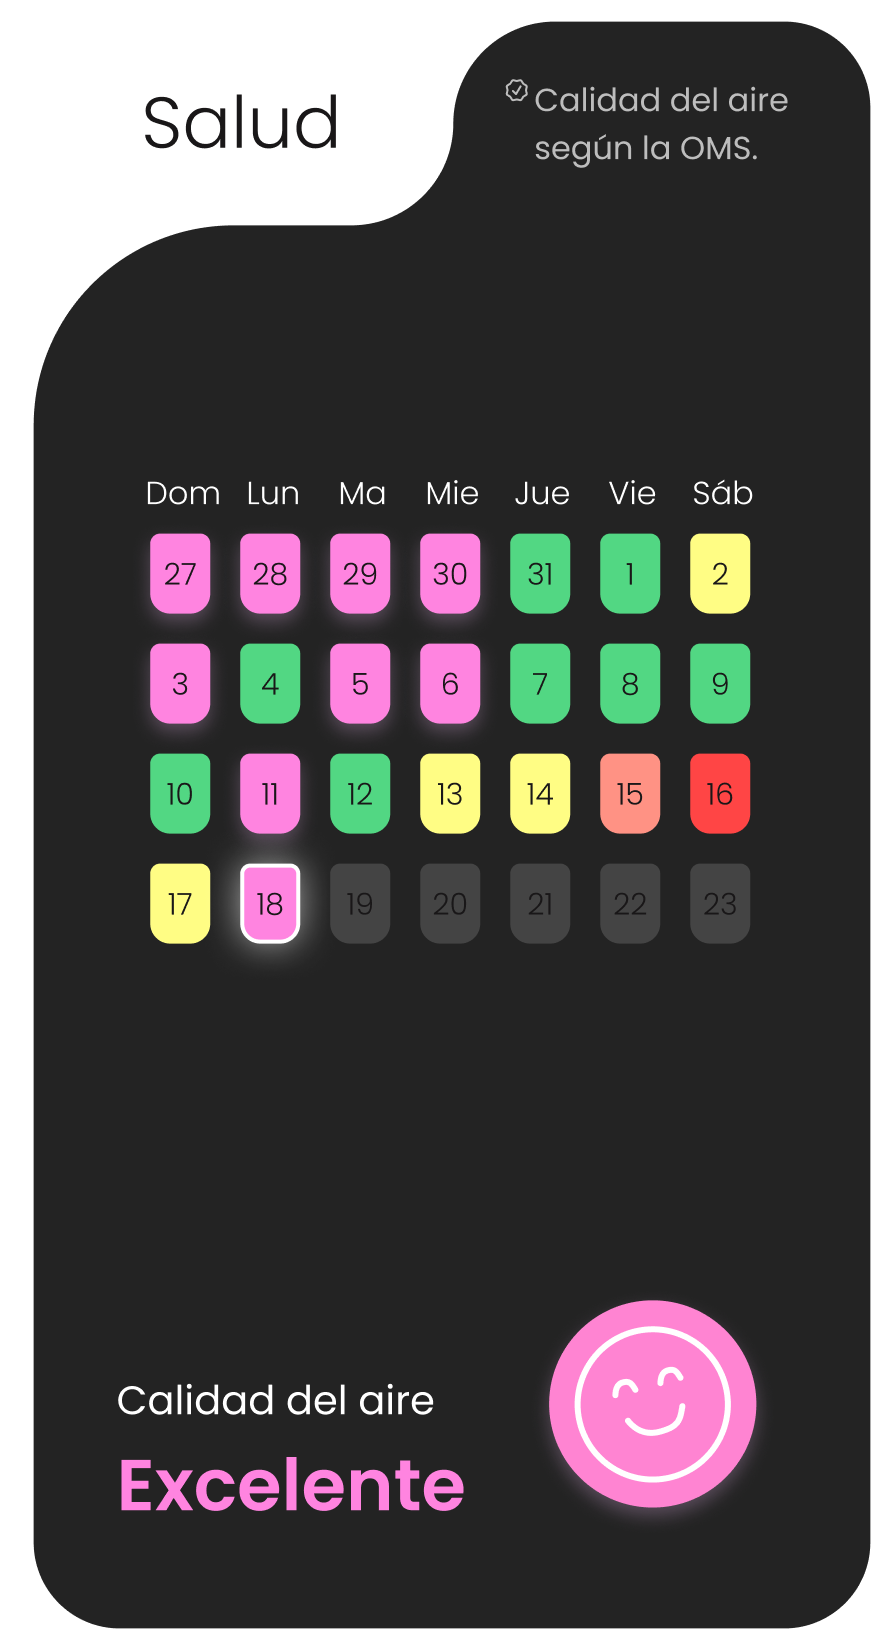 Salud
Calidad del aire
según la OMS.
Dom Lun Ma Mie Jue Vie Sáb
27 28 29 30 31 1 2
3 4 5 6 7 8 9
10 11 12 13 14 15 16
17 18 19 20 21 22 23
Calidad del aire
Excelente